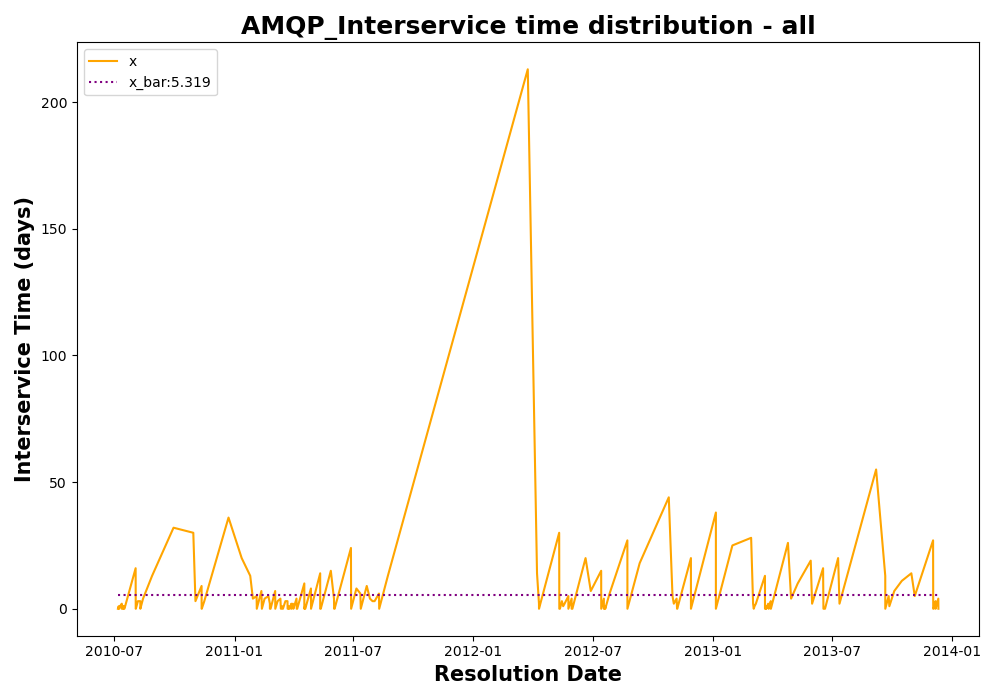 AMQP_Interservice time distribution - all
x
x_bar:5.319
Interservice Time (days)
200
150
100
50
0
2010-07
2011-01
2011-07
2012-01
2012-07
2013-01
2013-07
2014-01
Resolution Date